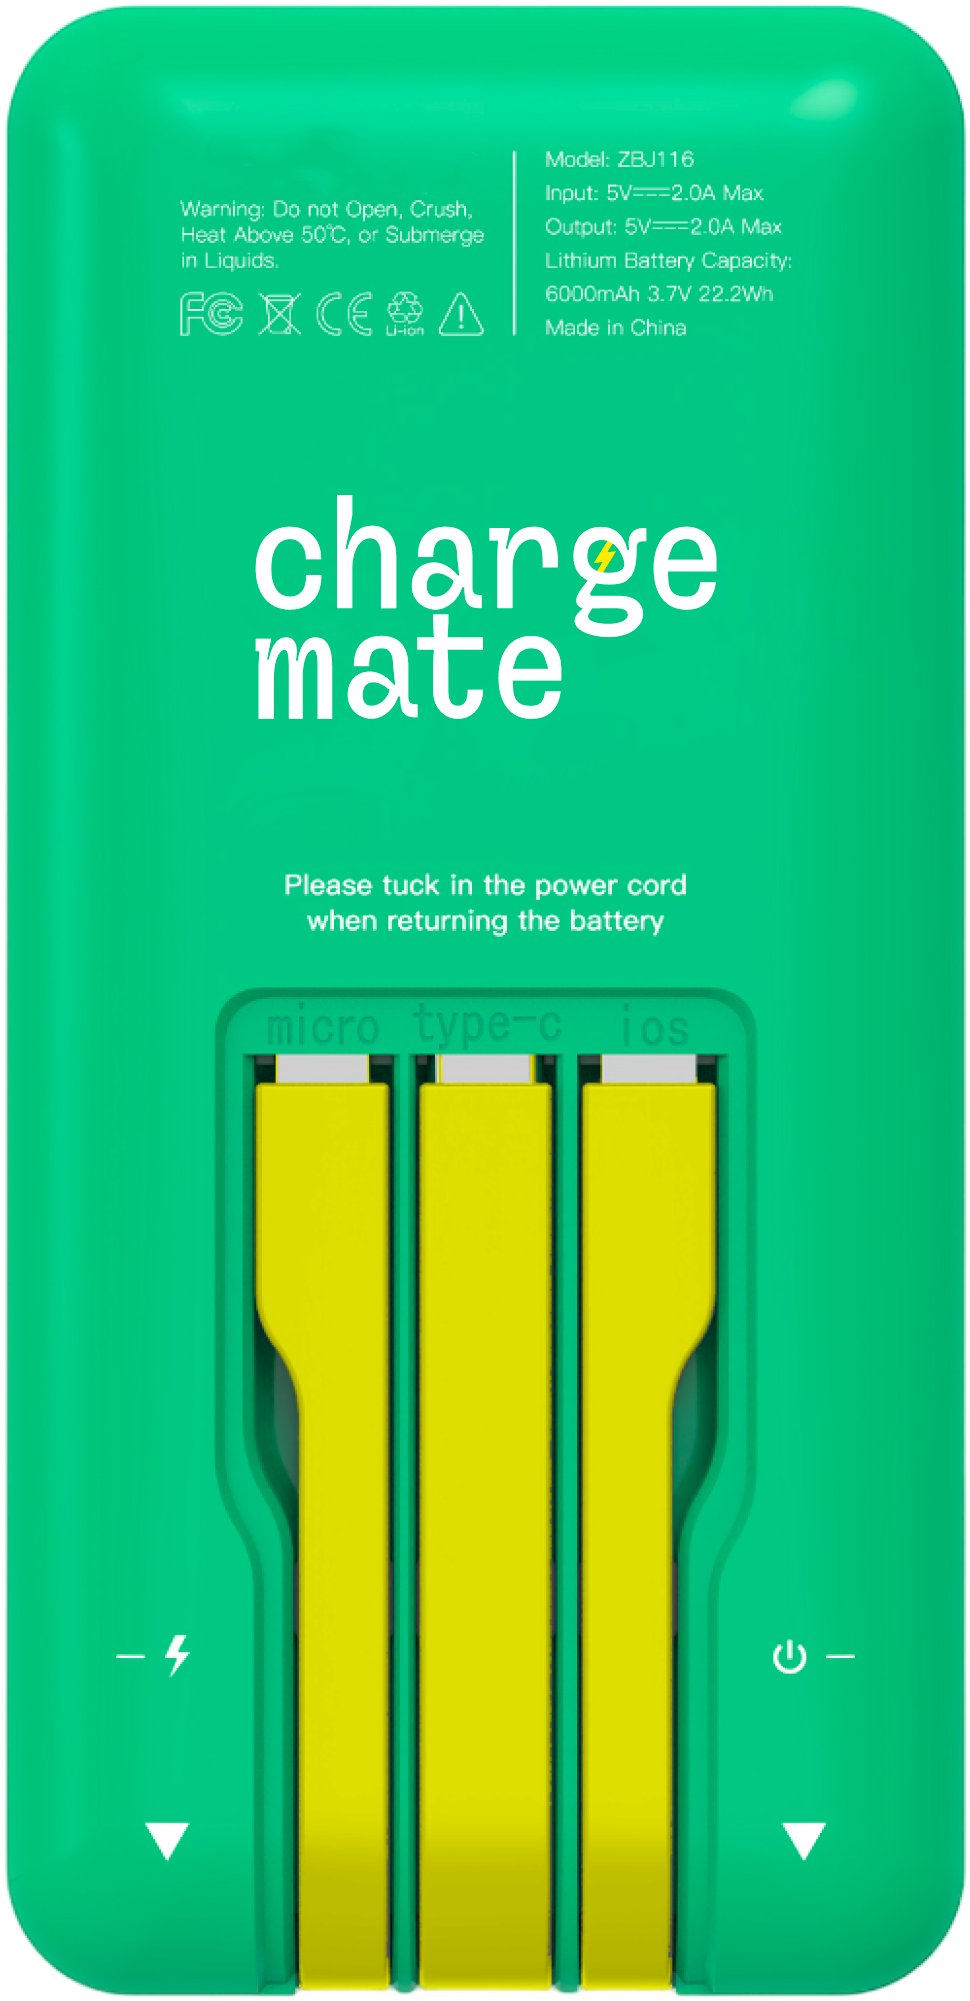 Warning: Do not Open, Crush,
Heat Above 50℃, or Submerge
in Liquids.
FC CE Li-ion
Model: ZBJ116
Input: 5V⎓2.0A Max
Output: 5V⎓2.0A Max
Lithium Battery Capacity:
6000mAh 3.7V 22.2Wh
Made in China
charge
mate
Please tuck in the power cord
when returning the battery
micro type-c ios